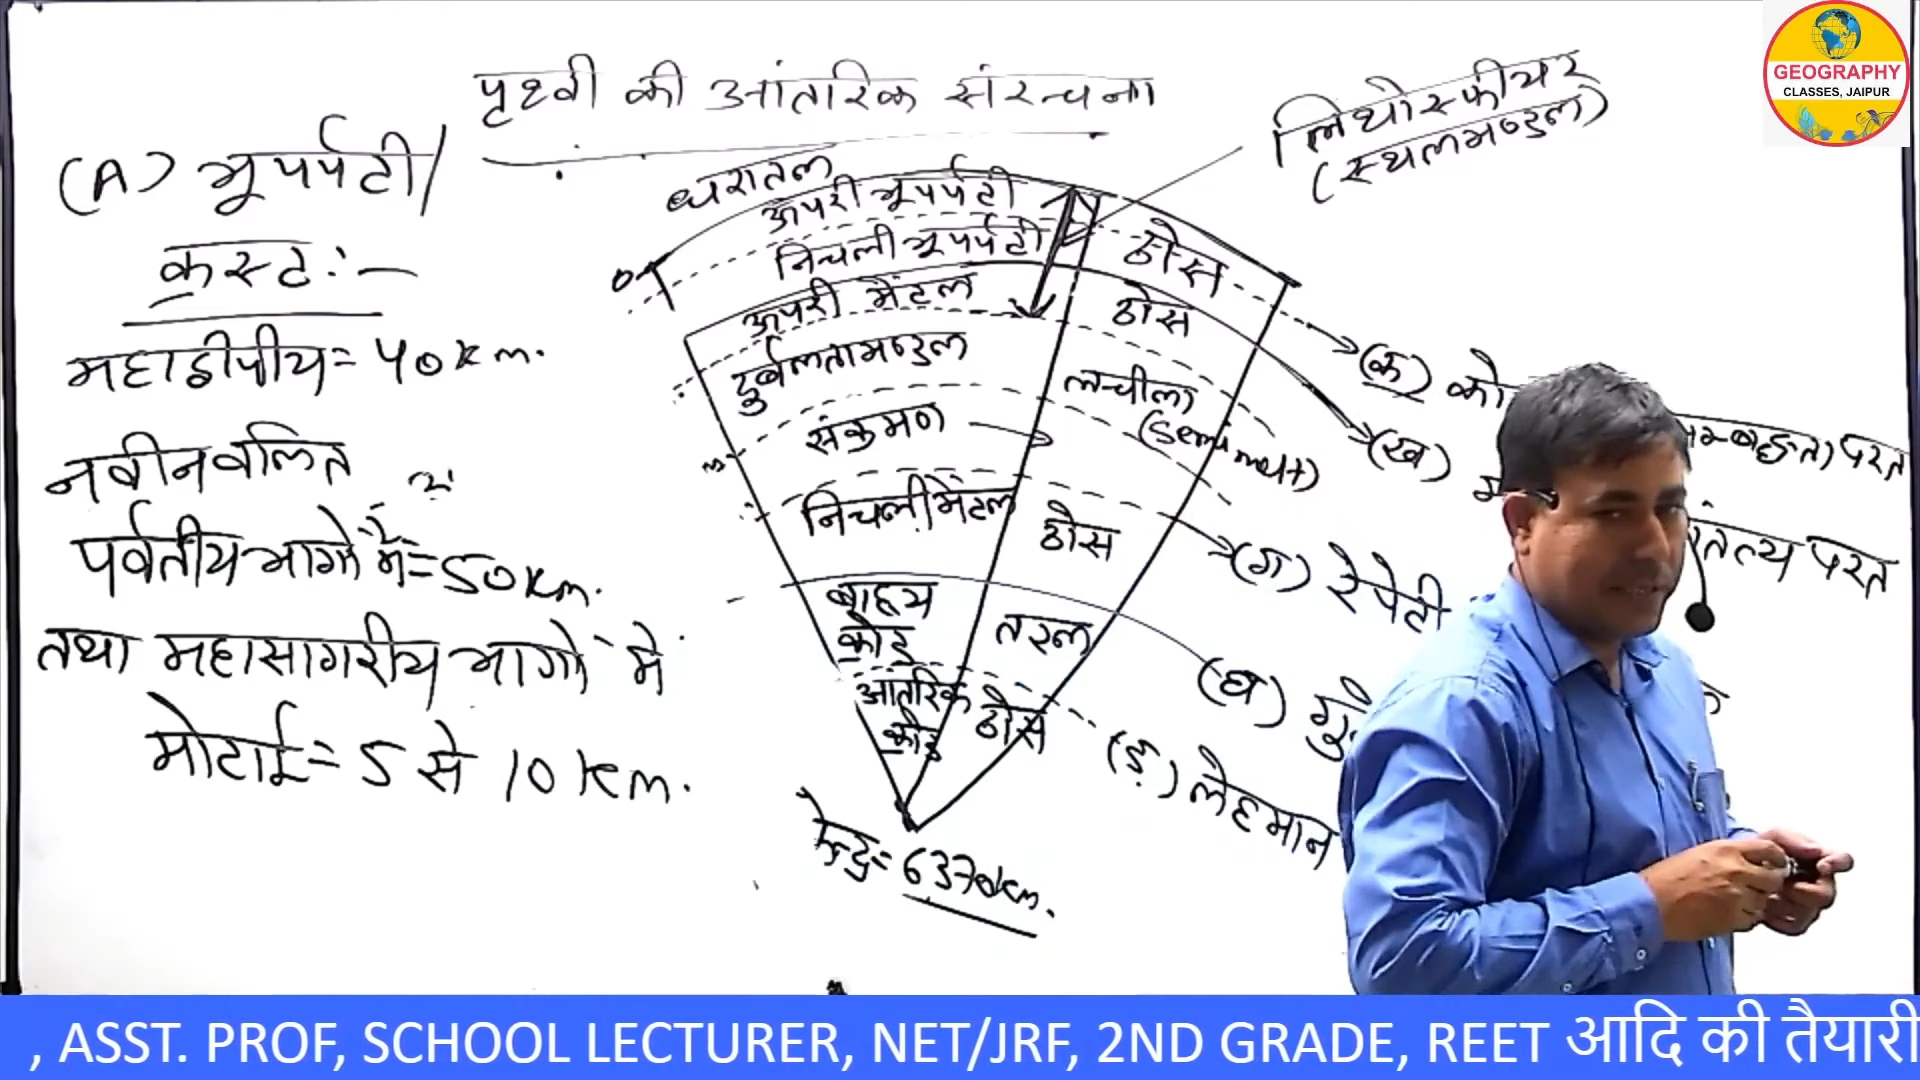 पृथ्वी की आंतरिक संरचना
GEOGRAPHY
CLASSES, JAIPUR
लिथोस्फीयर
(स्थलमण्डल)
(A) भूपर्पटी/
क्रस्ट:-
महाद्वीपीय= 40 km.
नवीन वलित
पर्वतीय भागो में= 50 km.
तथा महासागरीय भागो में
मोटाई= 5 से 10 km.
धरातल
ऊपरी भूपर्पटी
निचली भूपर्पटी
ठोस
ऊपरी मैंटल
ठोस
दुर्बलतामण्डल
लचीला
(semi melt)
संक्रमण
निचली मेंटल
ठोस
बाहय
कोड़
तरल
आंतरिक
कोड़
ठोस
केन्द्र= 6370 km.
(क) को
परत
(ख)
परत
(ग) रेपेटी
(घ)
(ड़) लेहमान
, ASST. PROF, SCHOOL LECTURER, NET/JRF, 2ND GRADE, REET आदि की तैयारी